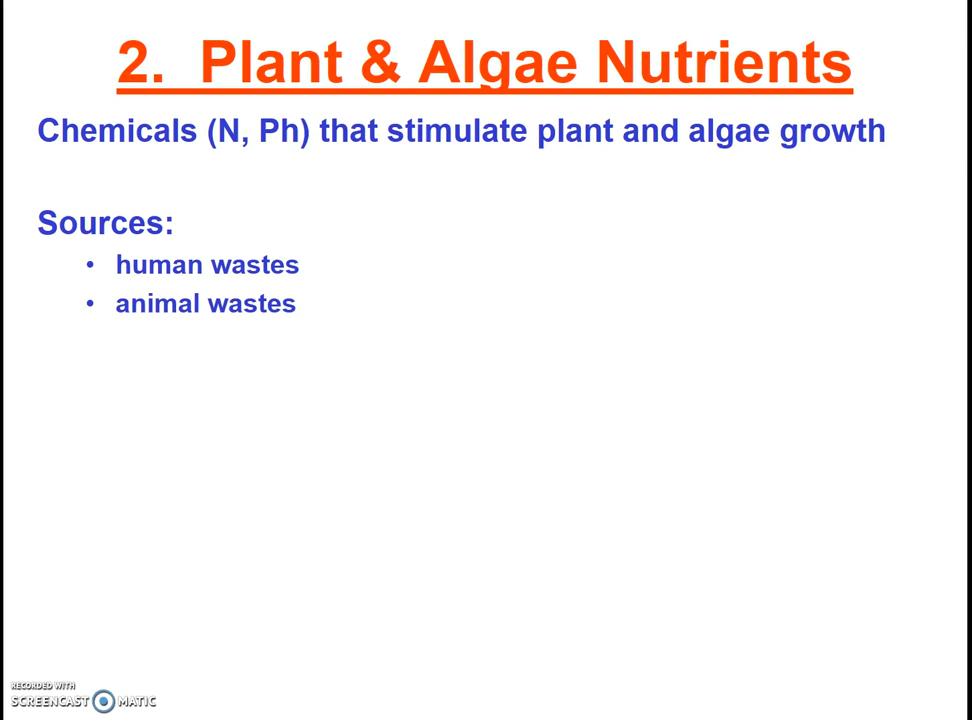 2. Plant & Algae Nutrients
Chemicals (N, Ph) that stimulate plant and algae growth
Sources:
• human wastes
• animal wastes
RECORDED WITH
SCREENCAST MATIC